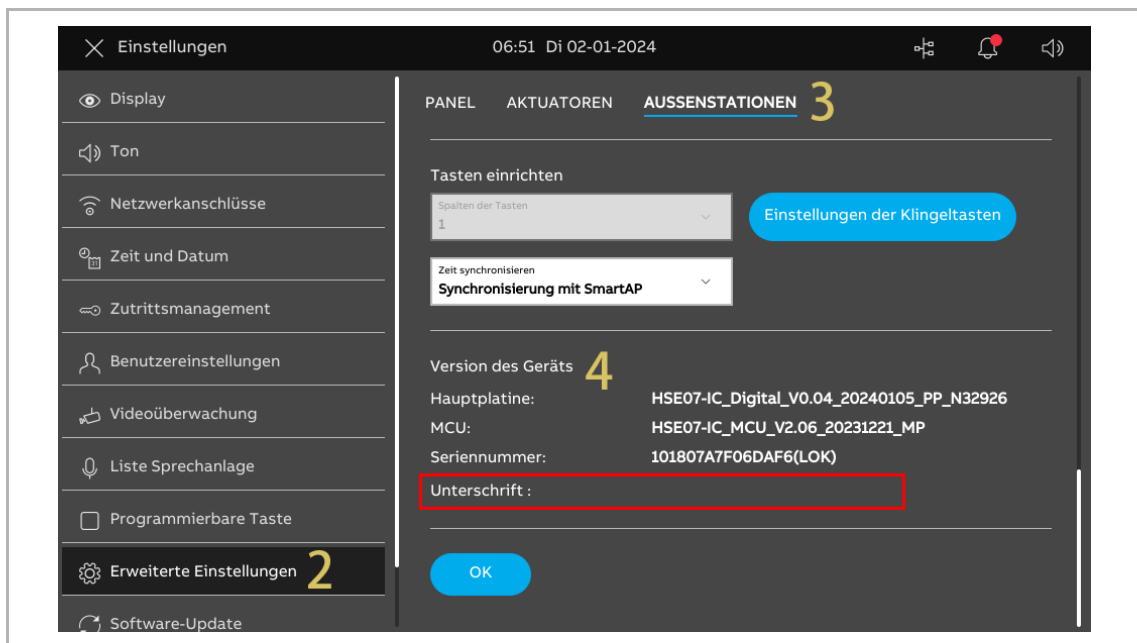 Einstellungen
06:51 Di 02-01-2024
Display
Ton
Netzwerkanschlüsse
Zeit und Datum
31
Zutrittsmanagement
Benutzereinstellungen
Videoüberwachung
Liste Sprechanlage
Programmierbare Taste
Erweiterte Einstellungen 2
Software-Update
PANEL AKTUATOREN AUSSENSTATIONEN 3
Tasten einrichten
Spalten der Tasten
1
Einstellungen der Klingeltasten
Zeit synchronisieren
Synchronisierung mit SmartAP
Version des Geräts 4
Hauptplatine: HSE07-IC_Digital_V0.04_20240105_PP_N32926
MCU: HSE07-IC_MCU_V2.06_20231221_MP
Seriennummer: 101807A7F06DAF6(LOK)
Unterschrift :
OK